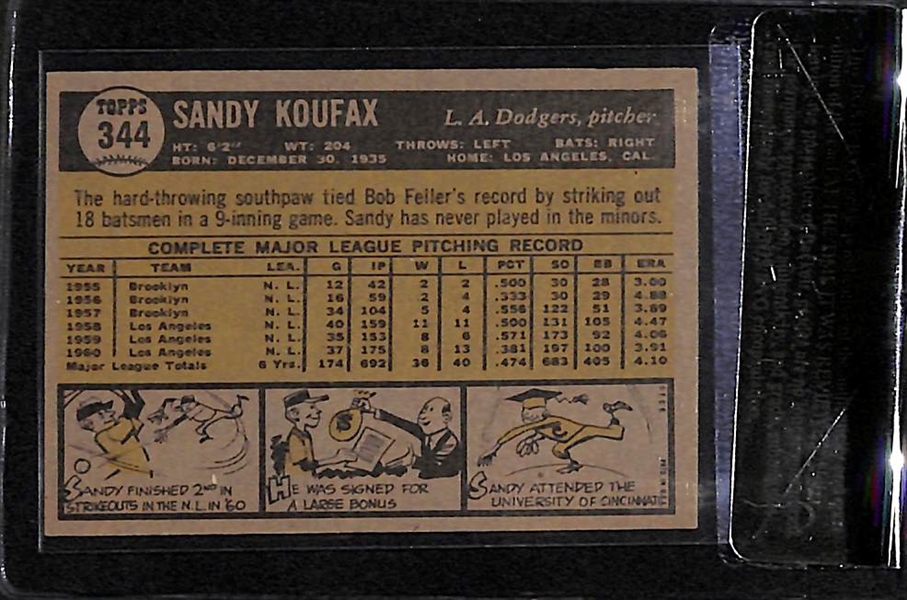 TOPPS
344
SANDY KOUFAX
L. A. Dodgers, pitcher
HT: 6'2" WT: 204 THROWS: LEFT BATS: RIGHT
BORN: DECEMBER 30, 1935 HOME: LOS ANGELES, CAL.
The hard-throwing southpaw tied Bob Feller's record by striking out
18 batsmen in a 9-inning game. Sandy has never played in the minors.
COMPLETE MAJOR LEAGUE PITCHING RECORD
YEAR TEAM LEA. G IP W L PCT SO BB ERA
1955 Brooklyn N. L. 12 42 2 2 .500 30 28 3.00
1956 Brooklyn N. L. 16 59 2 4 .333 30 29 4.88
1957 Brooklyn N. L. 34 104 5 4 .556 122 51 3.89
1958 Los Angeles N. L. 40 159 11 11 .500 131 105 4.47
1959 Los Angeles N. L. 35 153 8 6 .571 173 92 4.06
1960 Los Angeles N. L. 37 175 8 13 .381 197 100 3.91
Major League Totals 6 Yrs. 174 692 36 40 .474 683 405 4.10
SANDY FINISHED 2ND IN
STRIKEOUTS IN THE N.L. IN '60
HE WAS SIGNED FOR
A LARGE BONUS
SANDY ATTENDED THE
UNIVERSITY OF CINCINNATI